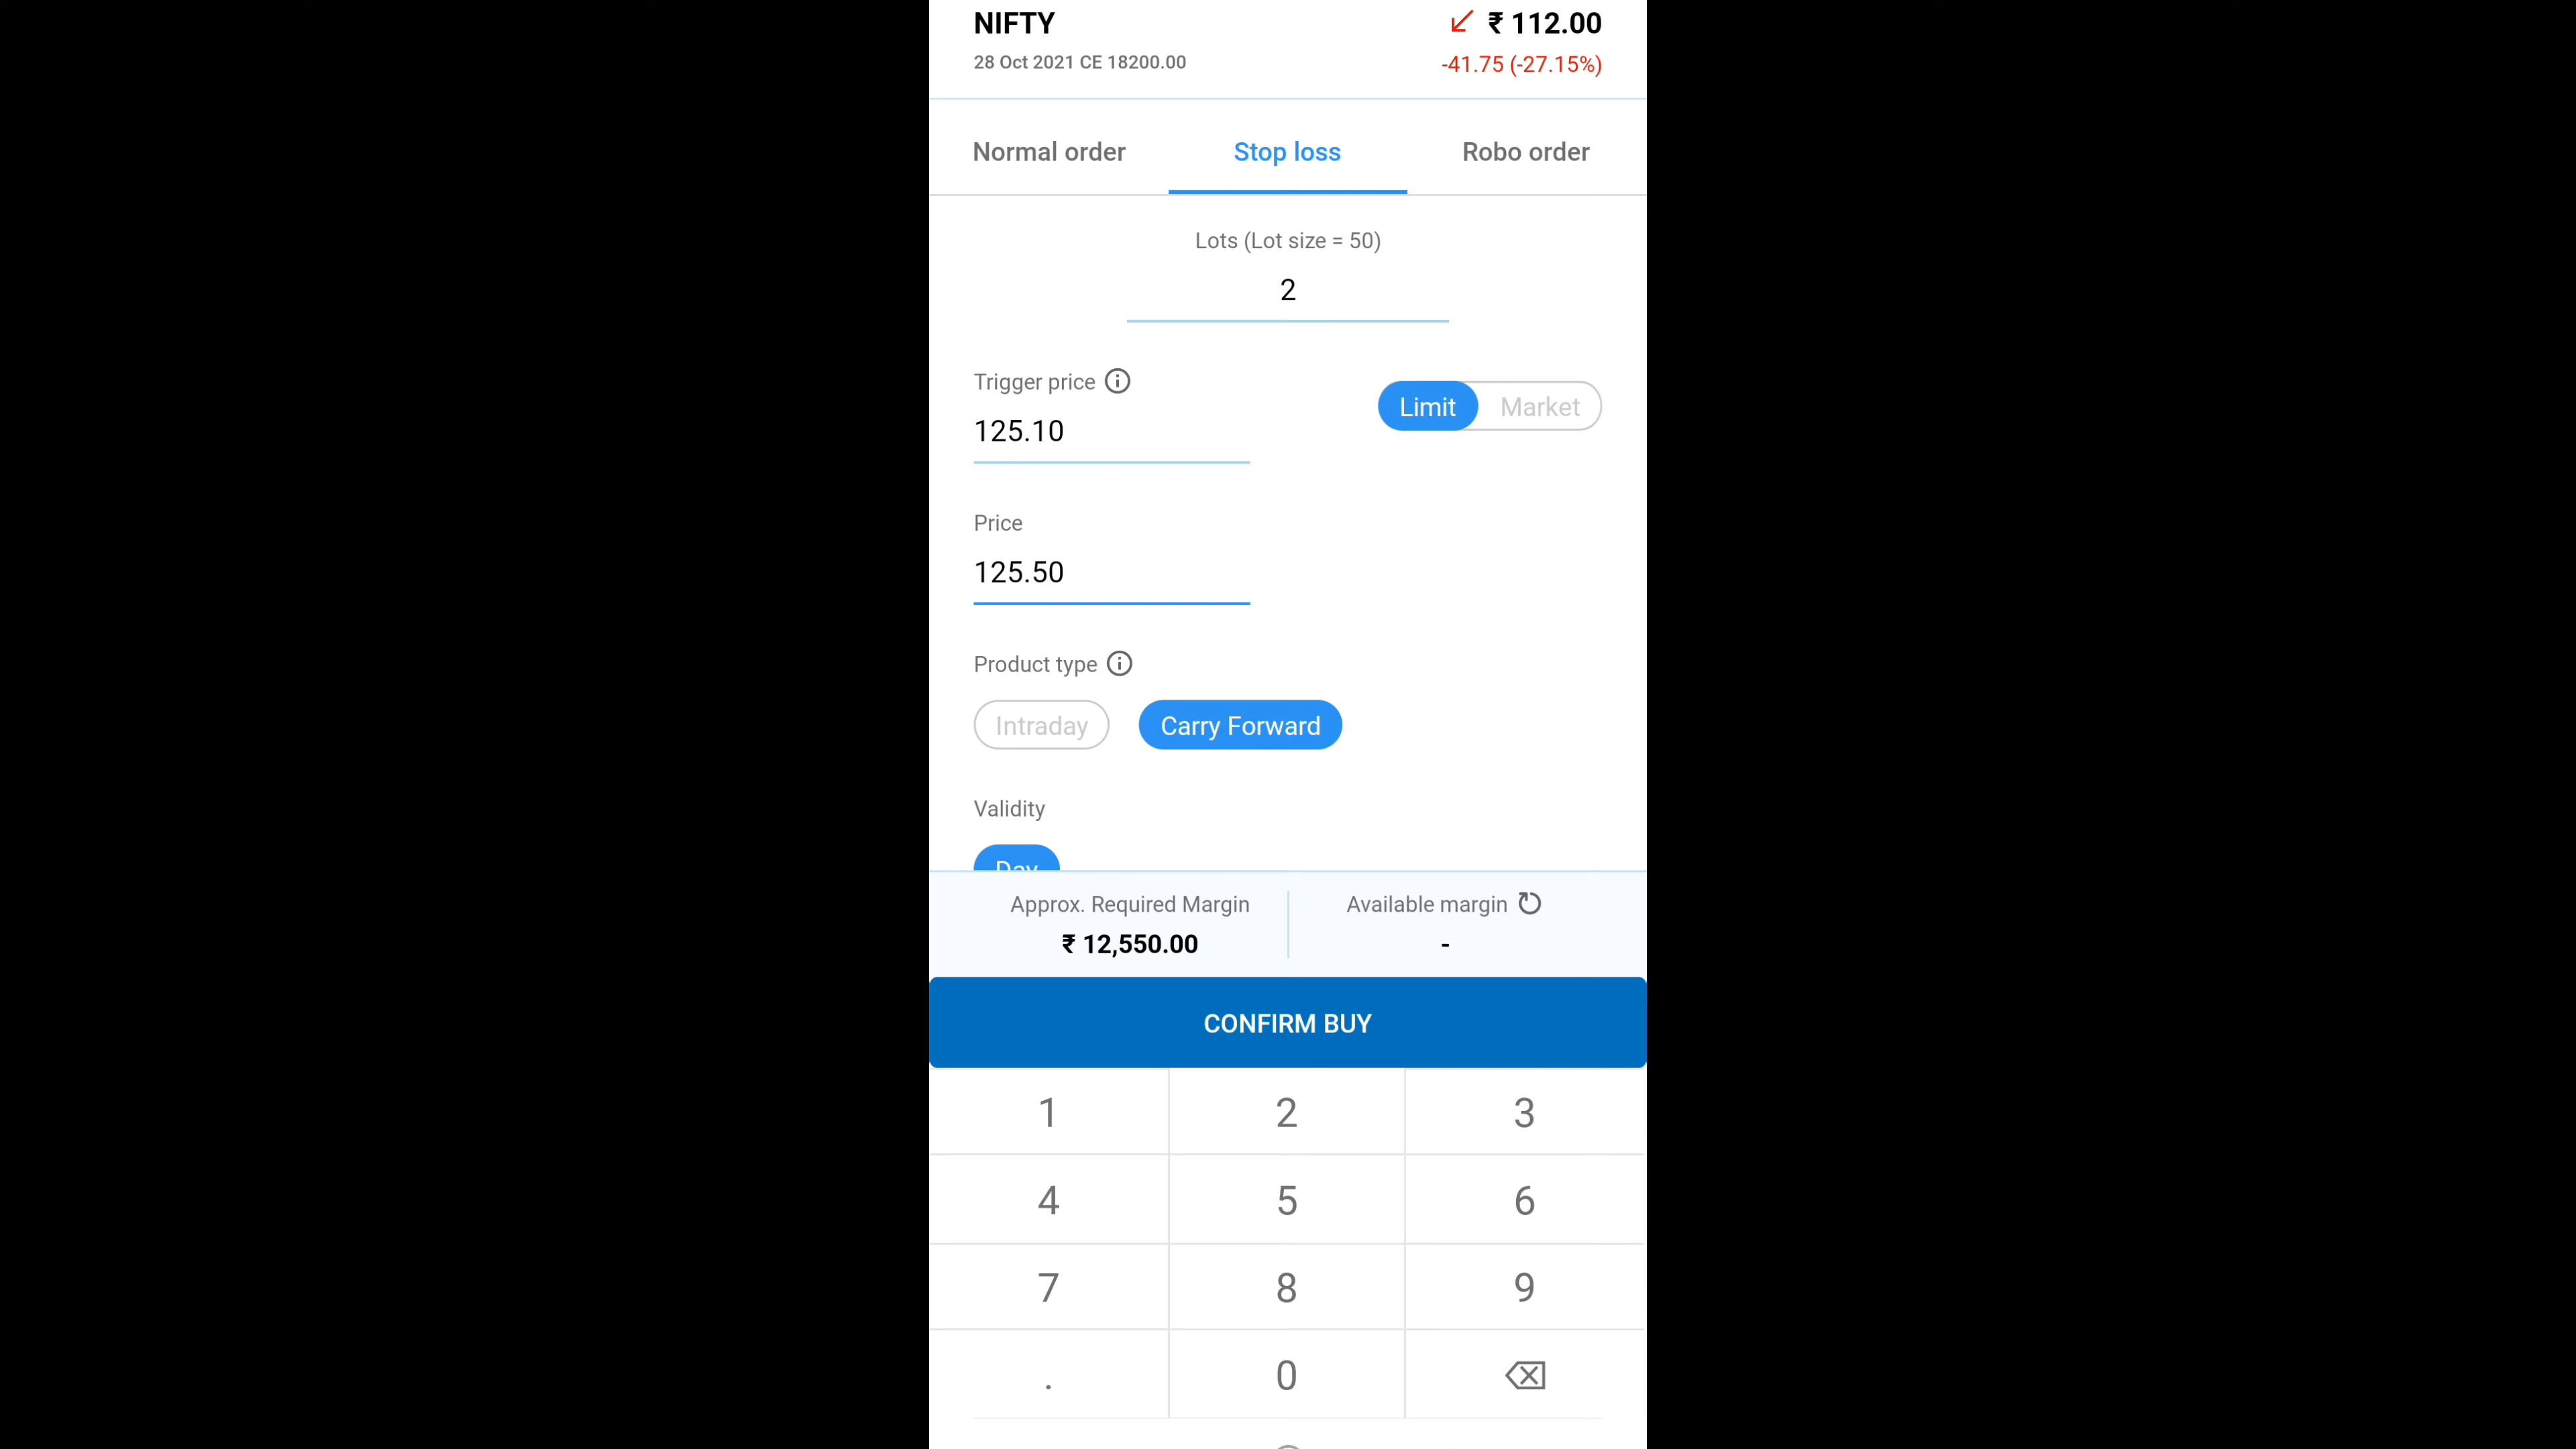 NIFTY
₹ 112.00
28 Oct 2021 CE 18200.00
-41.75 (-27.15%)
Normal order
Stop loss
Robo order
Lots (Lot size = 50)
2
Trigger price
Limit
Market
125.10
Price
125.50
Product type
Intraday
Carry Forward
Validity
Day
Approx. Required Margin
Available margin
₹ 12,550.00
-
CONFIRM BUY
1
2
3
4
5
6
7
8
9
.
0